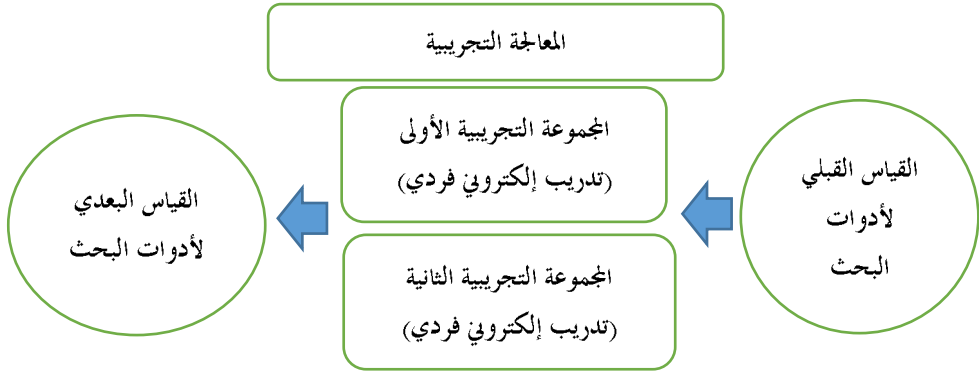 المعالجة التجريبية
القياس القبلي
لأدوات
البحث
المجموعة التجريبية الأولى
(تدريب إلكتروني فردي)
المجموعة التجريبية الثانية
(تدريب إلكتروني فردي)
القياس البعدي
لأدوات البحث